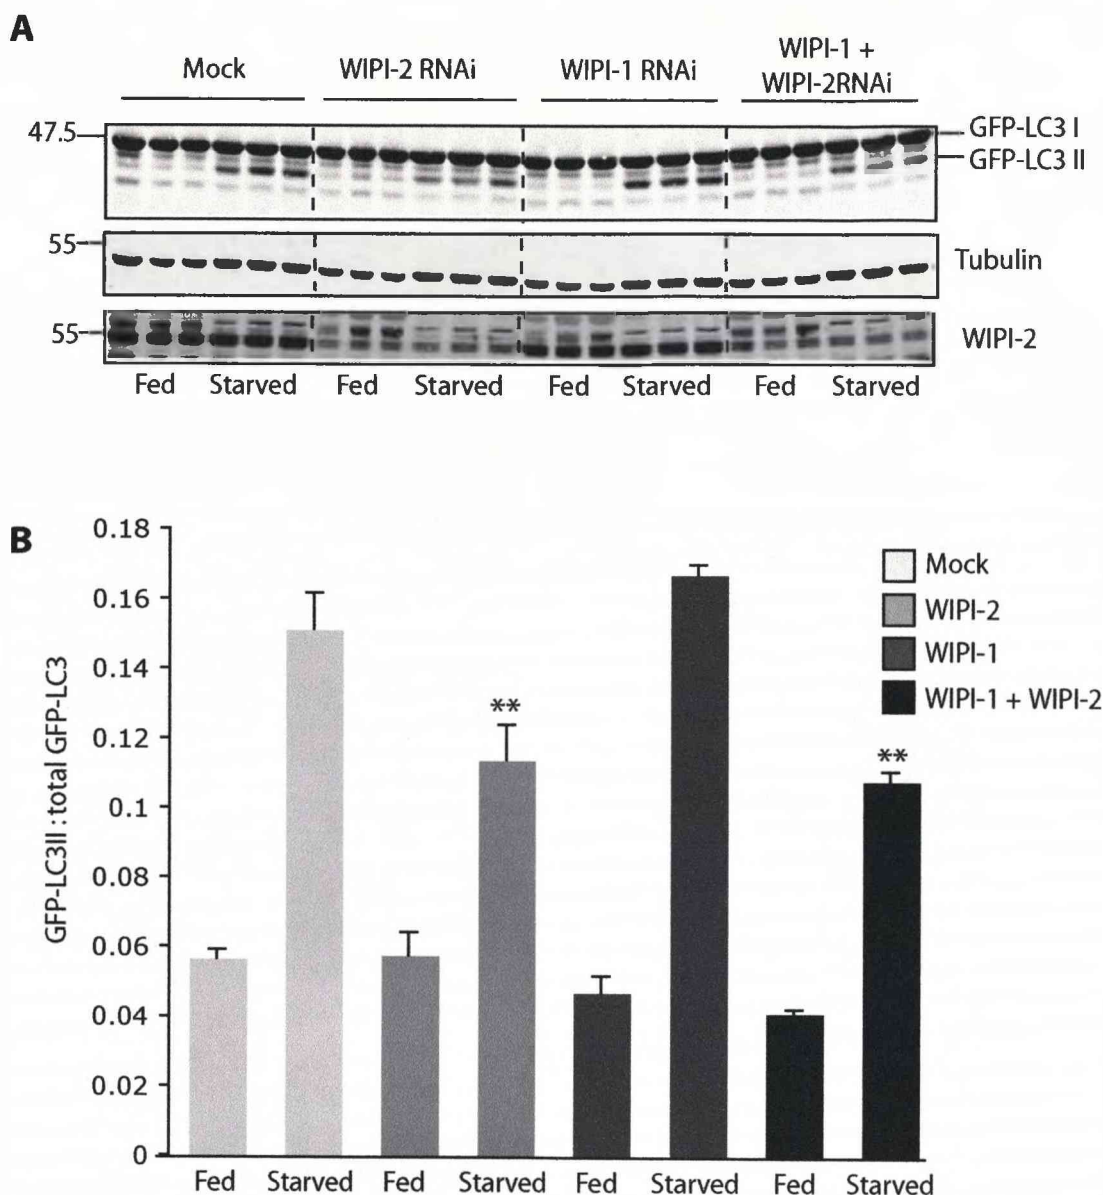 A
Mock WIPI-2 RNAi WIPI-1 RNAi WIPI-1 +
WIPI-2RNAi
47.5 GFP-LC3 I
GFP-LC3 II
55 Tubulin
55 WIPI-2
Fed Starved Fed Starved Fed Starved Fed Starved
B
GFP-LC3II : total GFP-LC3
0.18
0.16
0.14
0.12
0.1
0.08
0.06
0.04
0.02
0
Mock
WIPI-2
WIPI-1
WIPI-1 + WIPI-2
**
**
Fed Starved Fed Starved Fed Starved Fed Starved